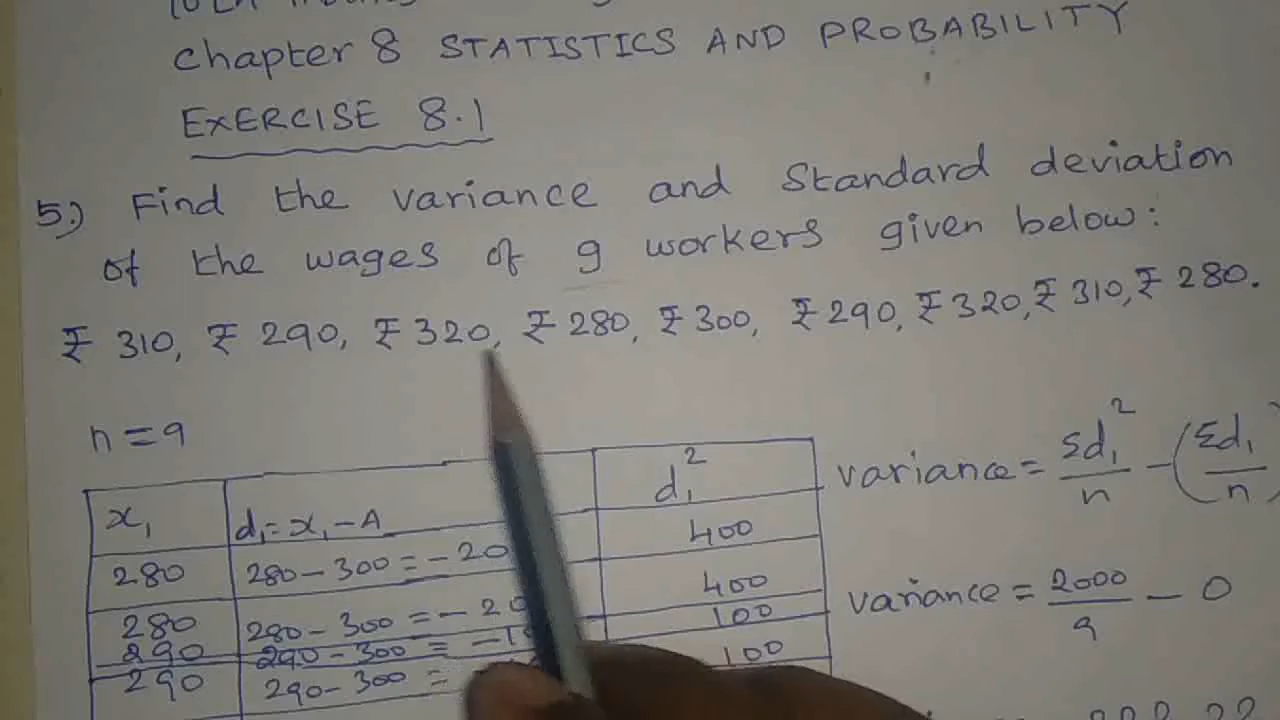 Chapter 8 STATISTICS AND PROBABILITY
EXERCISE 8.1
5.) Find the variance and Standard deviation
of the wages of 9 workers given below:
₹ 310, ₹ 290, ₹ 320, ₹ 280, ₹ 300, ₹ 290, ₹ 320, ₹ 310, ₹ 280.
n = 9
x₁ d₁ = x₁ - A d₁²
280 280 - 300 = - 20 400
280 280 - 300 = - 20 400
290 290 - 300 = - 10 100
290 290 - 300 = 100
variance = Σd₁²/n - (Σd₁/n)
variance = 2000/9 - 0